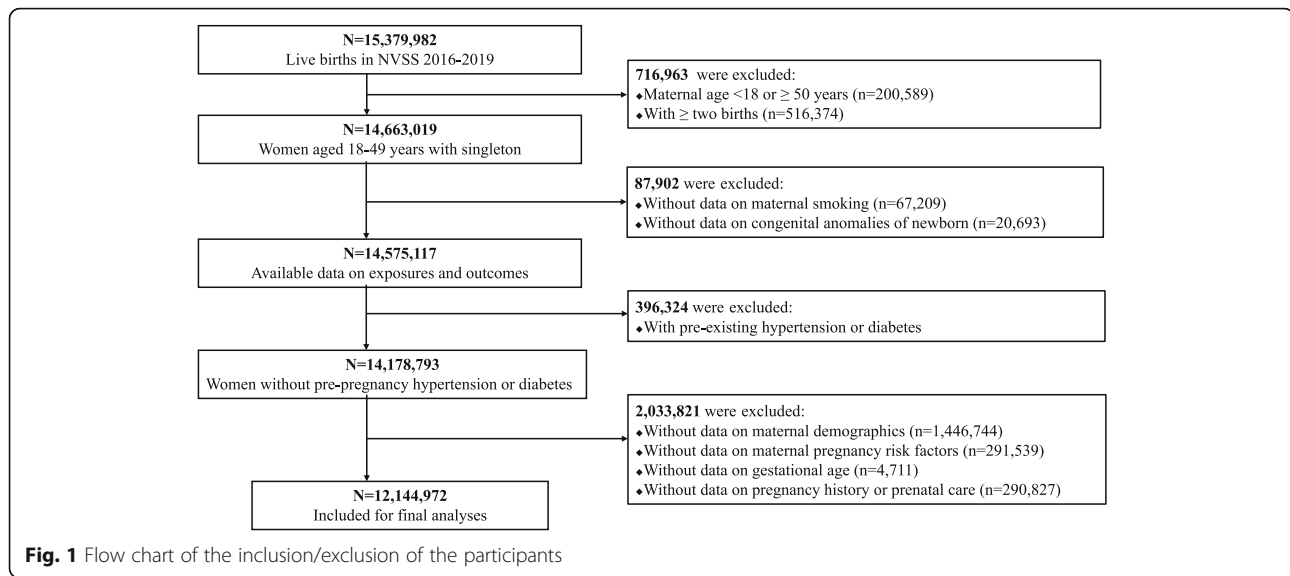 N=15,379,982
Live births in NVSS 2016-2019
716,963 were excluded:
◆Maternal age <18 or ≥ 50 years (n=200,589)
◆With ≥ two births (n=516,374)
N=14,663,019
Women aged 18-49 years with singleton
87,902 were excluded:
◆Without data on maternal smoking (n=67,209)
◆Without data on congenital anomalies of newborn (n=20,693)
N=14,575,117
Available data on exposures and outcomes
396,324 were excluded:
◆With pre-existing hypertension or diabetes
N=14,178,793
Women without pre-pregnancy hypertension or diabetes
2,033,821 were excluded:
◆Without data on maternal demographics (n=1,446,744)
◆Without data on maternal pregnancy risk factors (n=291,539)
◆Without data on gestational age (n=4,711)
◆Without data on pregnancy history or prenatal care (n=290,827)
N=12,144,972
Included for final analyses
Fig. 1 Flow chart of the inclusion/exclusion of the participants